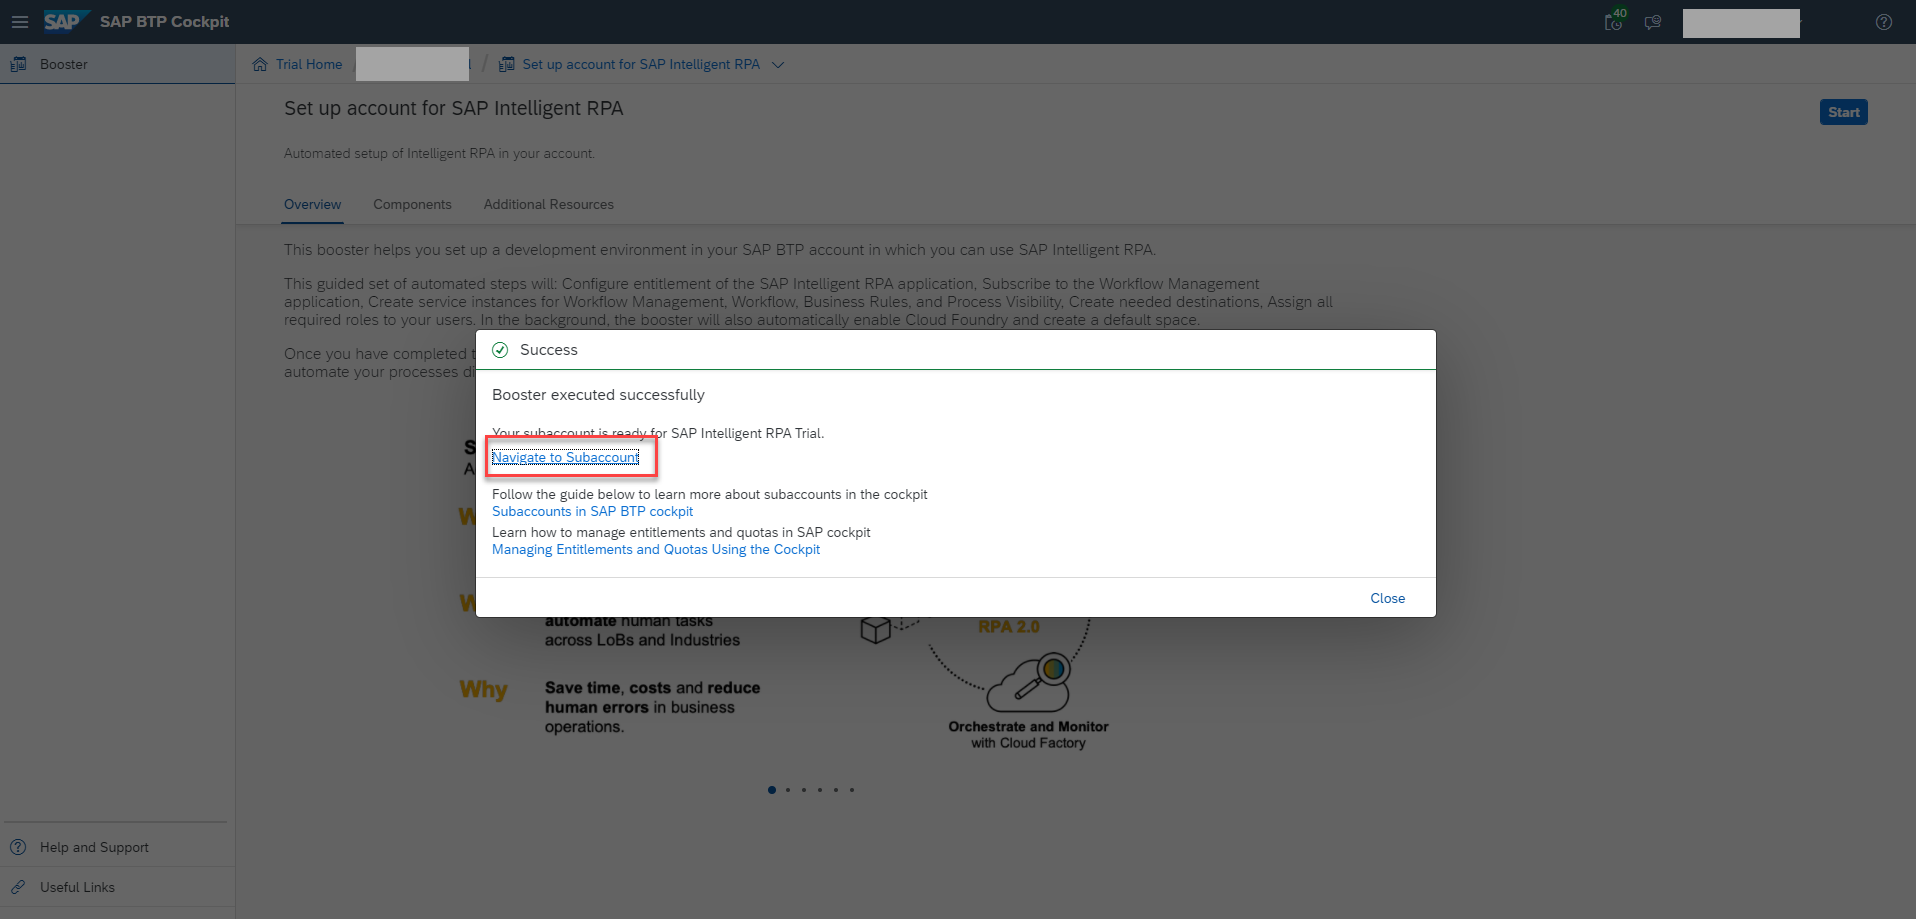 SAP SAP BTP Cockpit
40
Booster
Trial Home / / Set up account for SAP Intelligent RPA
Set up account for SAP Intelligent RPA
Start
Automated setup of Intelligent RPA in your account.
Overview Components Additional Resources
This booster helps you set up a development environment in your SAP BTP account in which you can use SAP Intelligent RPA.
This guided set of automated steps will: Configure entitlement of the SAP Intelligent RPA application, Subscribe to the Workflow Management
application, Create service instances for Workflow Management, Workflow, Business Rules, and Process Visibility, Create needed destinations, Assign all
required roles to your users. In the background, the booster will also automatically enable Cloud Foundry and create a default space.
Once you have completed
automate your processes
Success
Booster executed successfully
Your subaccount is ready for SAP Intelligent RPA Trial.
Navigate to Subaccount
Follow the guide below to learn more about subaccounts in the cockpit
Subaccounts in SAP BTP cockpit
Learn how to manage entitlements and quotas in SAP cockpit
Managing Entitlements and Quotas Using the Cockpit
Close
automate human tasks
across LoBs and Industries
RPA 2.0
Why
Save time, costs and reduce
human errors in business
operations.
Orchestrate and Monitor
with Cloud Factory
Help and Support
Useful Links